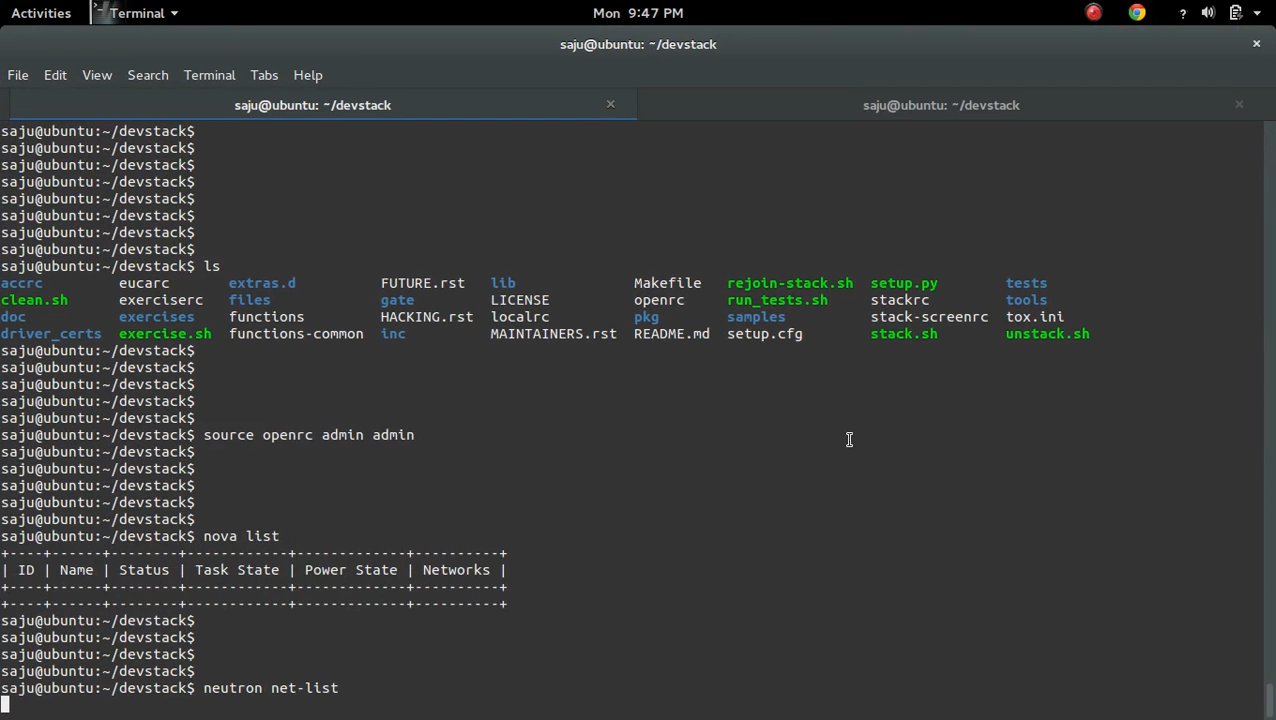 Activities Terminal Mon 9:47 PM ?
saju@ubuntu: ~/devstack ×
File Edit View Search Terminal Tabs Help
saju@ubuntu: ~/devstack × saju@ubuntu: ~/devstack ×
saju@ubuntu:~/devstack$
saju@ubuntu:~/devstack$
saju@ubuntu:~/devstack$
saju@ubuntu:~/devstack$
saju@ubuntu:~/devstack$
saju@ubuntu:~/devstack$
saju@ubuntu:~/devstack$
saju@ubuntu:~/devstack$
saju@ubuntu:~/devstack$ ls
accrc eucarc extras.d FUTURE.rst lib Makefile rejoin-stack.sh setup.py tests
clean.sh exerciserc files gate LICENSE openrc run_tests.sh stackrc tools
doc exercises functions HACKING.rst localrc pkg samples stack-screenrc tox.ini
driver_certs exercise.sh functions-common inc MAINTAINERS.rst README.md setup.cfg stack.sh unstack.sh
saju@ubuntu:~/devstack$
saju@ubuntu:~/devstack$
saju@ubuntu:~/devstack$
saju@ubuntu:~/devstack$
saju@ubuntu:~/devstack$
saju@ubuntu:~/devstack$ source openrc admin admin
saju@ubuntu:~/devstack$
saju@ubuntu:~/devstack$
saju@ubuntu:~/devstack$
saju@ubuntu:~/devstack$
saju@ubuntu:~/devstack$
saju@ubuntu:~/devstack$ nova list
+----+------+--------+------------+-------------+----------+
| ID | Name | Status | Task State | Power State | Networks |
+----+------+--------+------------+-------------+----------+
+----+------+--------+------------+-------------+----------+
saju@ubuntu:~/devstack$
saju@ubuntu:~/devstack$
saju@ubuntu:~/devstack$
saju@ubuntu:~/devstack$
saju@ubuntu:~/devstack$ neutron net-list